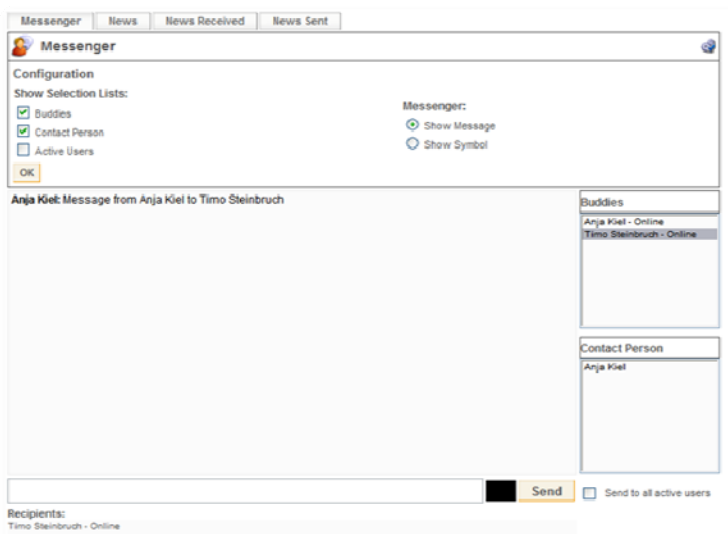 Messenger News News Received News Sent
Messenger
Configuration
Show Selection Lists:
Buddies
Contact Person
Active Users
OK
Messenger:
Show Message
Show Symbol
Anja Kiel: Message from Anja Kiel to Timo Steinbruch
Buddies
Anja Kiel - Online
Timo Steinbruch - Online
Contact Person
Anja Kiel
Send
Send to all active users
Recipients:
Timo Steinbruch - Online